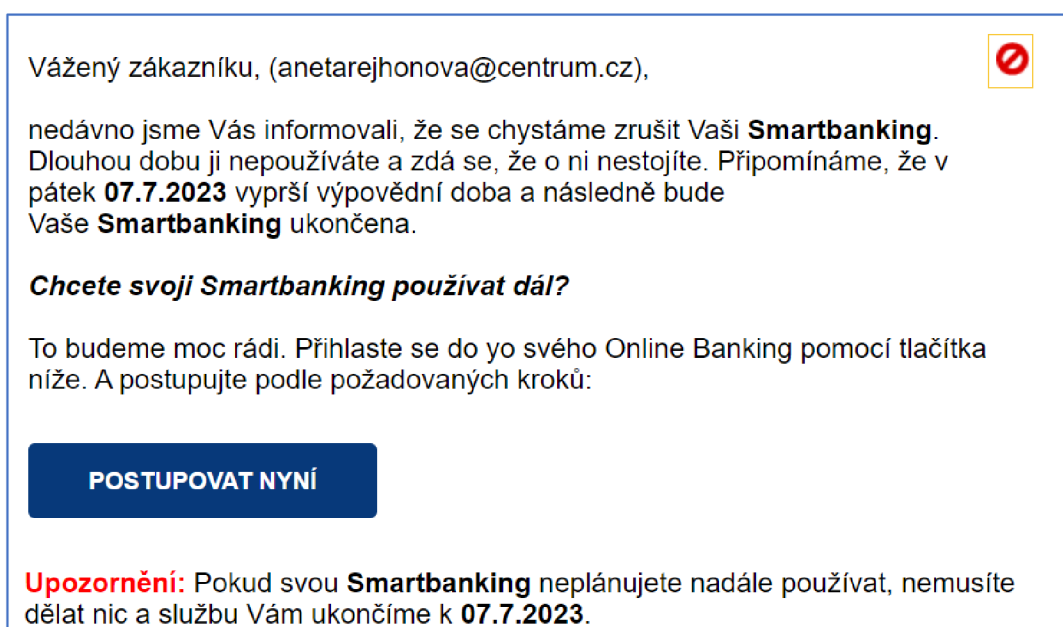 Vážený zákazníku, (anetarejhonova@centrum.cz),
nedávno jsme Vás informovali, že se chystáme zrušit Vaši Smartbanking.
Dlouhou dobu ji nepoužíváte a zdá se, že o ni nestojíte. Připomínáme, že v
pátek 07.7.2023 vyprší výpovědní doba a následně bude
Vaše Smartbanking ukončena.
Chcete svoji Smartbanking používat dál?
To budeme moc rádi. Přihlaste se do yo svého Online Banking pomocí tlačítka
níže. A postupujte podle požadovaných kroků:
POSTUPOVAT NYNÍ
Upozornění: Pokud svou Smartbanking neplánujete nadále používat, nemusíte
dělat nic a službu Vám ukončíme k 07.7.2023.